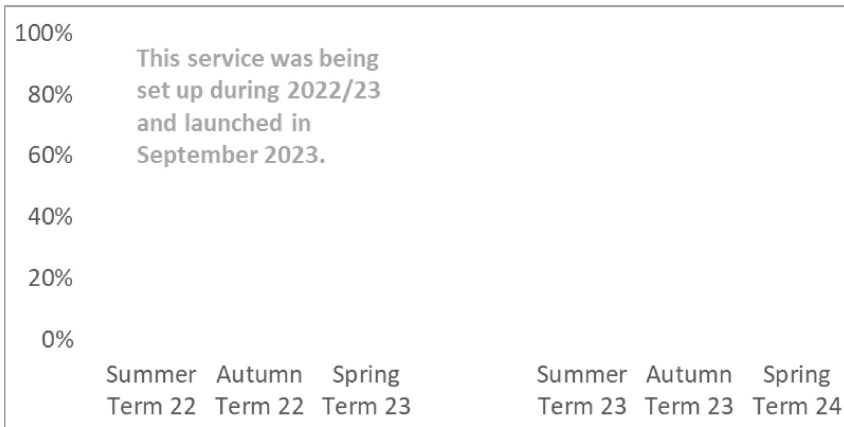 100%
80%
60%
40%
20%
0%
This service was being
set up during 2022/23
and launched in
September 2023.
Summer Autumn Spring Summer Autumn Spring
Term 22 Term 22 Term 23 Term 23 Term 23 Term 24